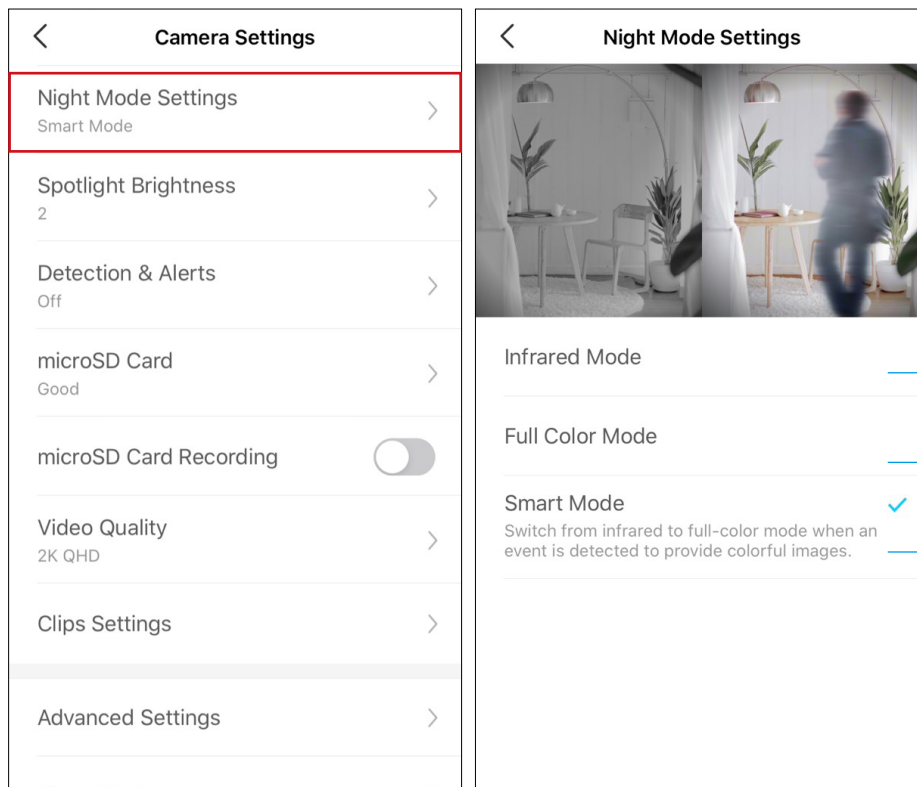 Camera Settings
Night Mode Settings
Smart Mode
Spotlight Brightness
2
Detection & Alerts
Off
microSD Card
Good
microSD Card Recording
Video Quality
2K QHD
Clips Settings
Advanced Settings
Night Mode Settings
Infrared Mode
Full Color Mode
Smart Mode
Switch from infrared to full-color mode when an
event is detected to provide colorful images.